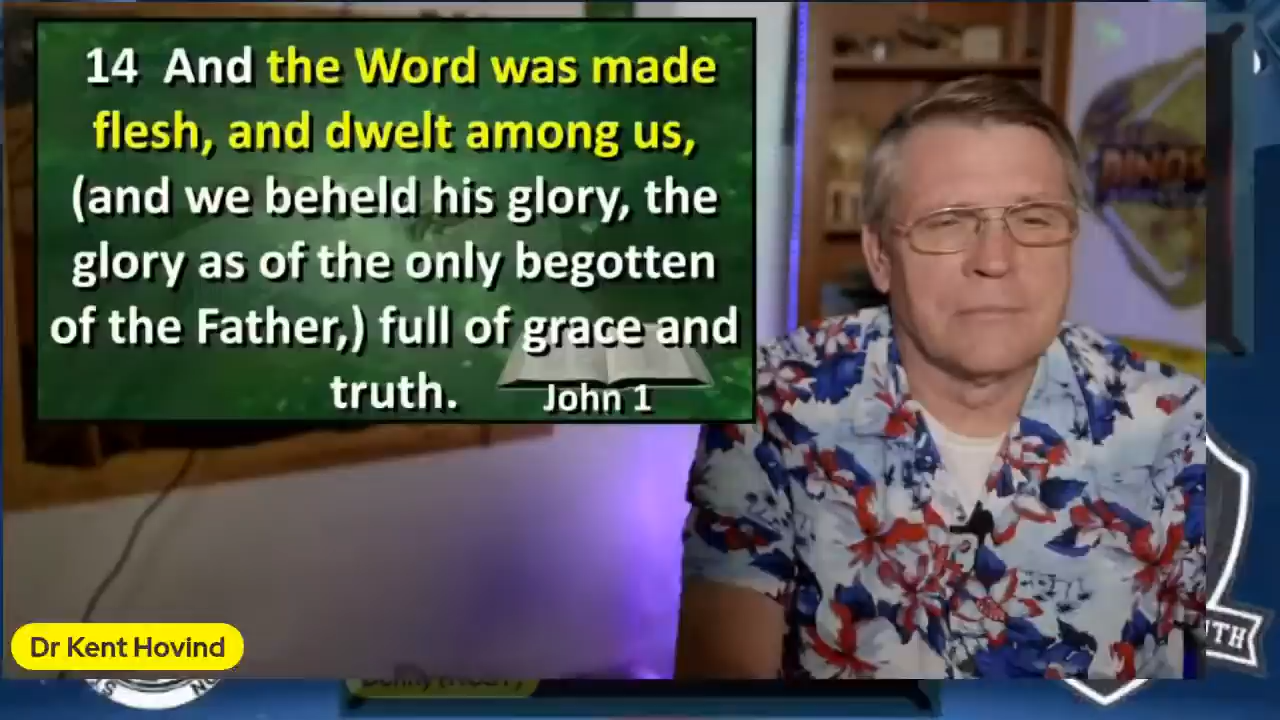 14 And the Word was made
flesh, and dwelt among us,
(and we beheld his glory, the
glory as of the only begotten
of the Father,) full of grace and
truth.
John 1
Dr Kent Hovind